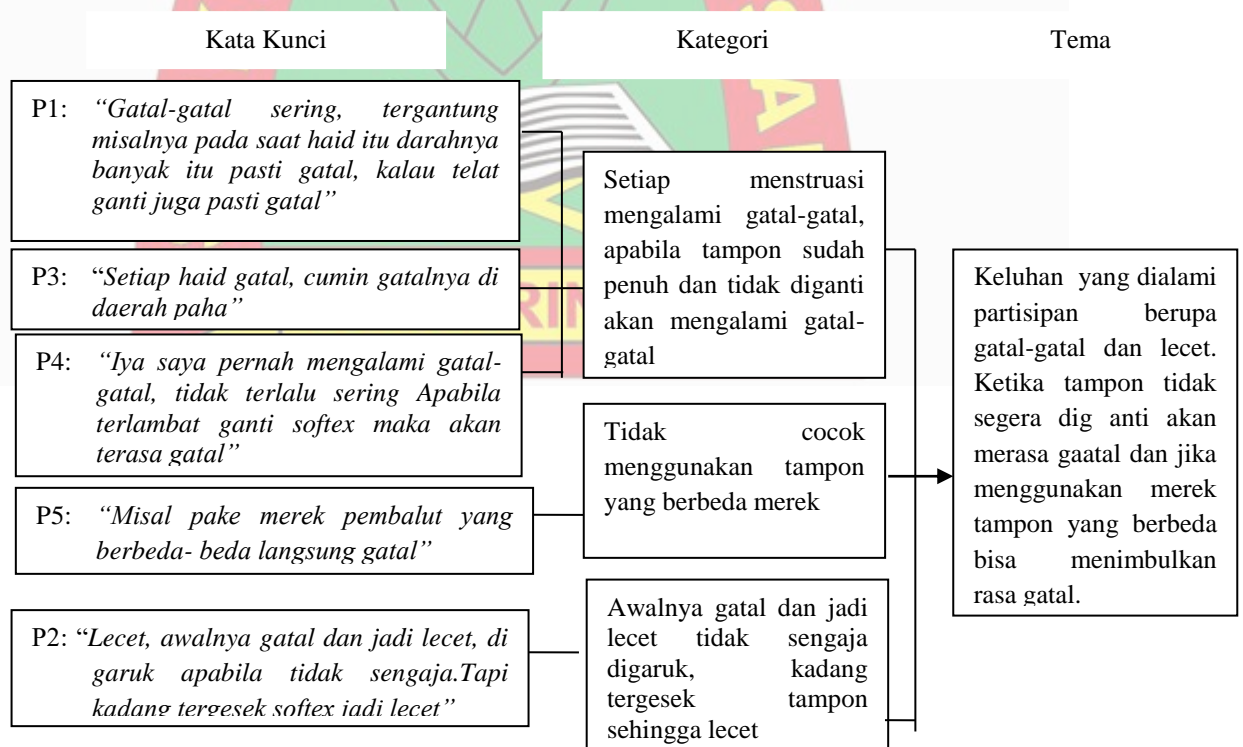 Kata Kunci
Kategori
Tema
P1: “Gatal-gatal sering, tergantung
misalnya pada saat haid itu darahnya
banyak itu pasti gatal, kalau telat
ganti juga pasti gatal”
P3: “Setiap haid gatal, cumin gatalnya di
daerah paha”
P4: “Iya saya pernah mengalami gatal-
gatal, tidak terlalu sering Apabila
terlambat ganti softex maka akan
terasa gatal”
P5: “Misal pake merek pembalut yang
berbeda- beda langsung gatal”
P2: “Lecet, awalnya gatal dan jadi lecet, di
garuk apabila tidak sengaja.Tapi
kadang tergesek softex jadi lecet”
Setiap menstruasi
mengalami gatal-gatal,
apabila tampon sudah
penuh dan tidak diganti
akan mengalami gatal-
gatal
Tidak cocok
menggunakan tampon
yang berbeda merek
Awalnya gatal dan jadi
lecet tidak sengaja
digaruk, kadang
tergesek tampon
sehingga lecet
Keluhan yang dialami
partisipan berupa
gatal-gatal dan lecet.
Ketika tampon tidak
segera dig anti akan
merasa gaatal dan jika
menggunakan merek
tampon yang berbeda
bisa menimbulkan
rasa gatal.